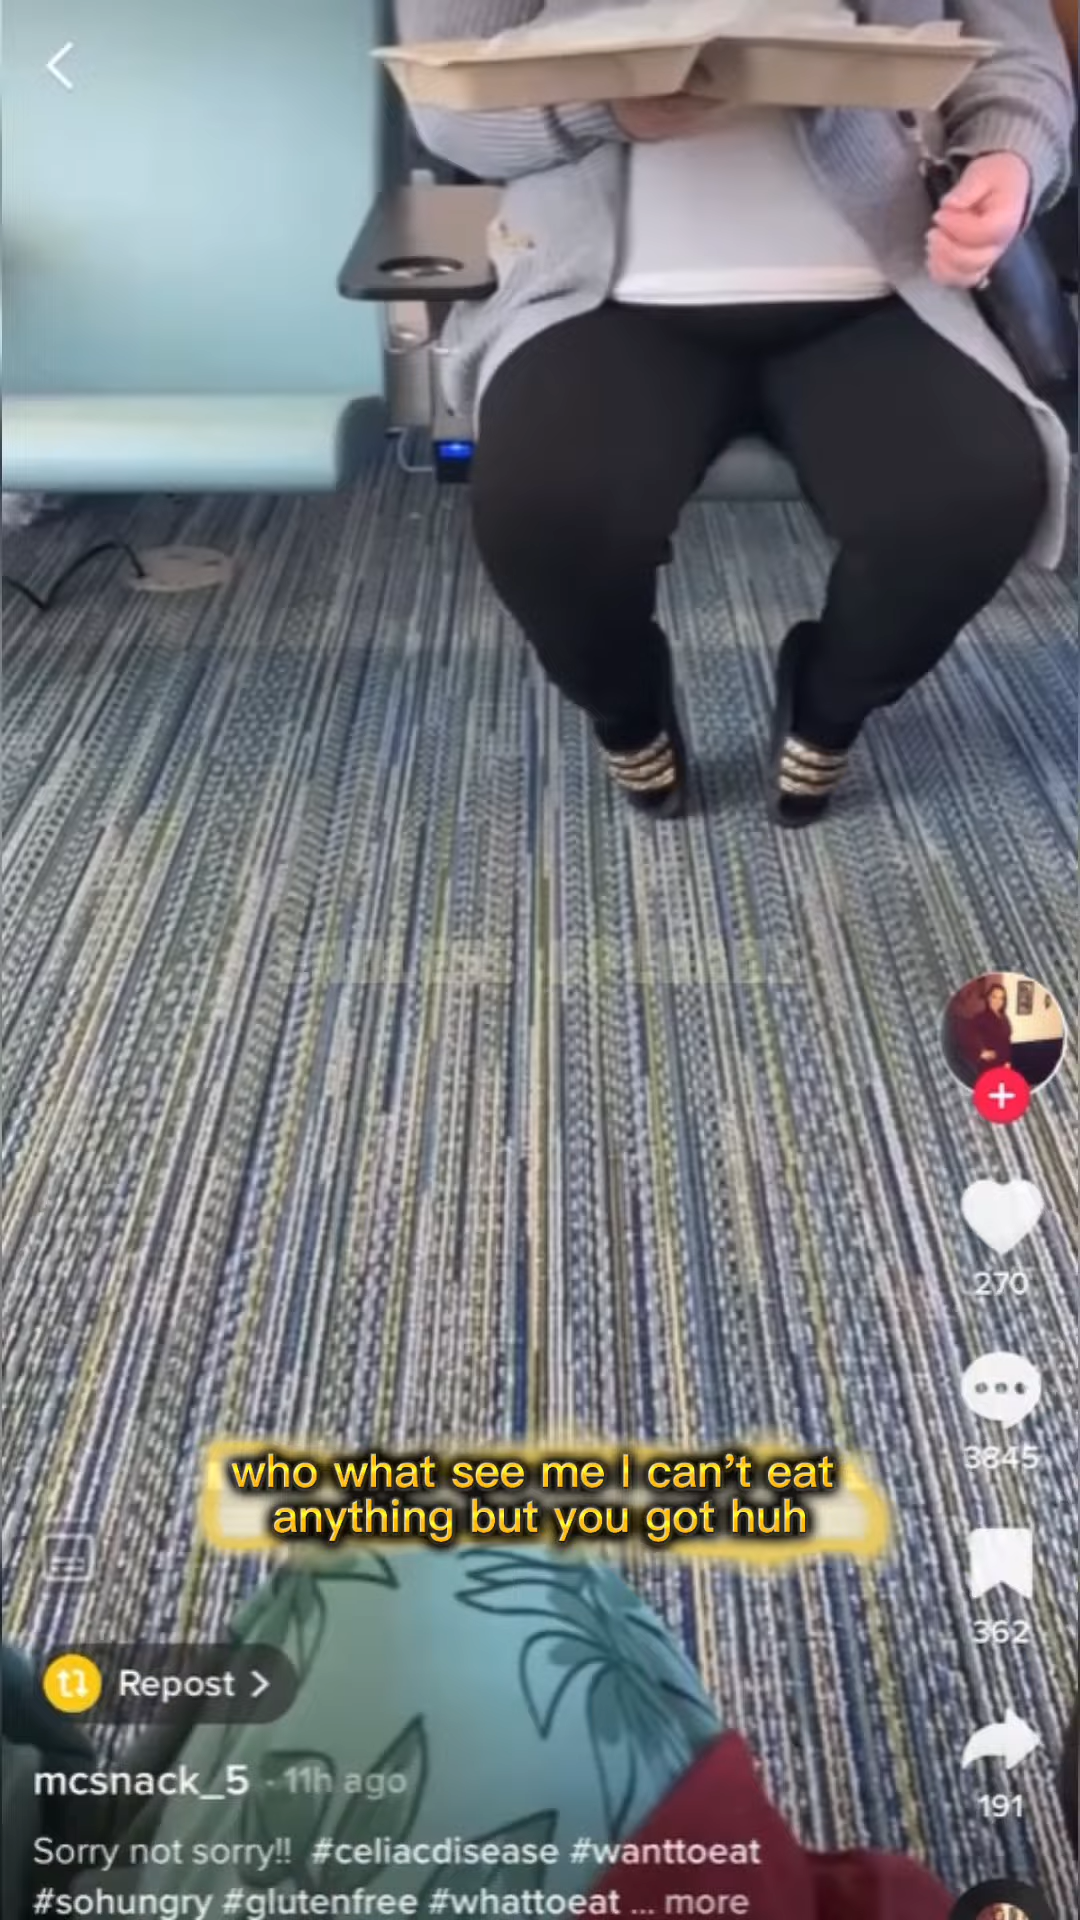 270
3845
who what see me I can't eat
anything but you got huh
362
Repost
191
mcsnack_5 · 11h ago
Sorry not sorry!! #celiacdisease #wanttoeat
#sohungry #glutenfree #whattoeat ... more